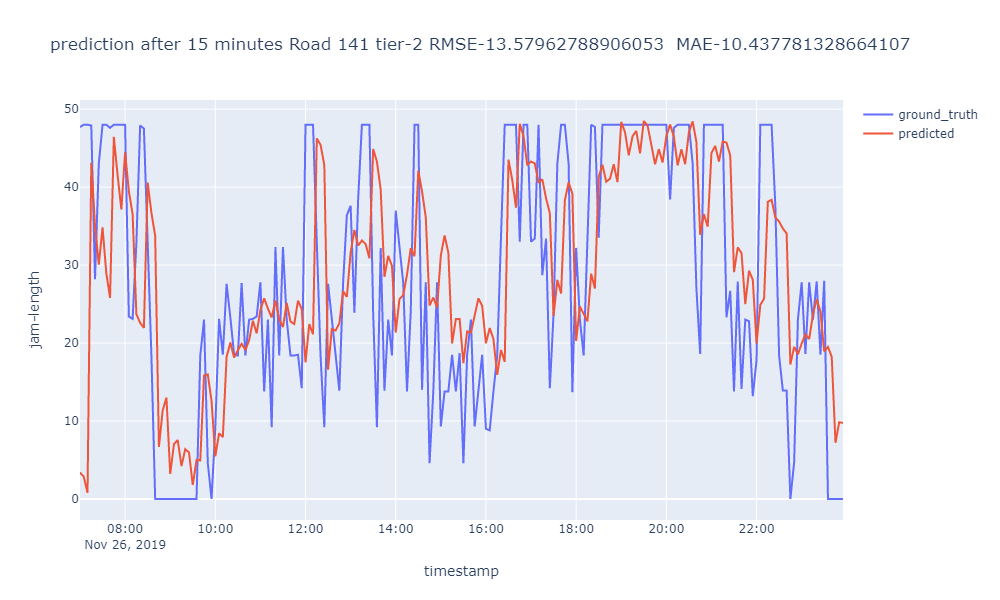 prediction after 15 minutes Road 141 tier-2 RMSE-13.57962788906053  MAE-10.437781328664107
ground_truth
predicted
jam-length
50
40
30
20
10
0
08:00 10:00 12:00 14:00 16:00 18:00 20:00 22:00
Nov 26, 2019
timestamp